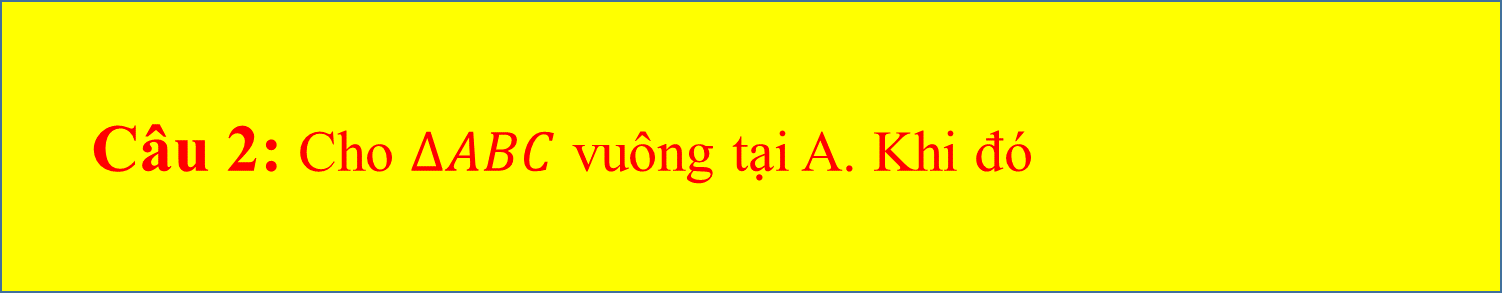 Câu 2: Cho Δ𝐴𝐵𝐶 vuông tại A. Khi đó